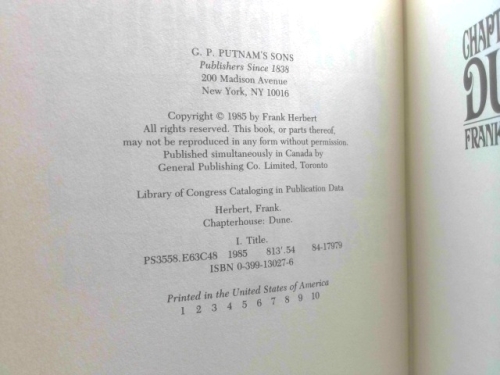 G. P. PUTNAM'S SONS
Publishers Since 1838
200 Madison Avenue
New York, NY 10016
Copyright © 1985 by Frank Herbert
All rights reserved. This book, or parts thereof,
may not be reproduced in any form without permission.
Published simultaneously in Canada by
General Publishing Co. Limited, Toronto
Library of Congress Cataloging in Publication Data
Herbert, Frank.
Chapterhouse: Dune.
I. Title.
PS3558.E63C48 1985 813'.54 84-17979
ISBN 0-399-13027-6
Printed in the United States of America
1 2 3 4 5 6 7 8 9 10
CHAPT
DU
FRANK